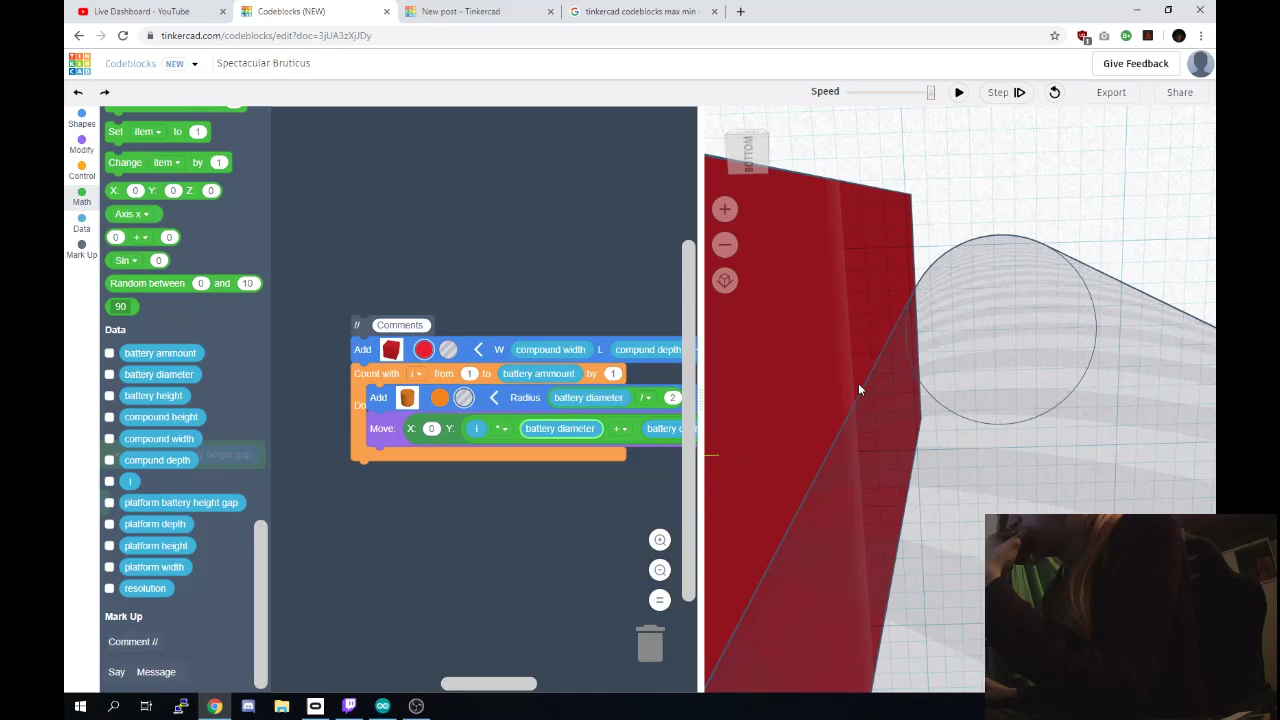 Live Dashboard - YouTube
Codeblocks (NEW)
New post – Tinkercad
tinkercad codeblocks max min -
tinkercad.com/codeblocks/edit?doc=3jUA3zXjJDy
TIN KER CAD
Codeblocks NEW Spectacular Bruticus
Give Feedback
Speed Step Export Share
Shapes
Modify
Control
Math
Data
Mark Up
Set item to 1
Change item by 1
X: 0 Y: 0 Z: 0
Axis x
0 + 0
Sin 0
Random between 0 and 10
90
Data
battery ammount
battery diameter
battery height
compound height
compound width
compund depth
i
platform battery height gap
platform depth
platform height
platform width
resolution
Mark Up
Comment //
Say Message
// Comments
Add W compound width L compund depth
Count with i from 1 to battery ammount by 1
Do
Add Radius battery diameter / 2
Move: X: 0 Y: i * battery diameter +
BOTTOM